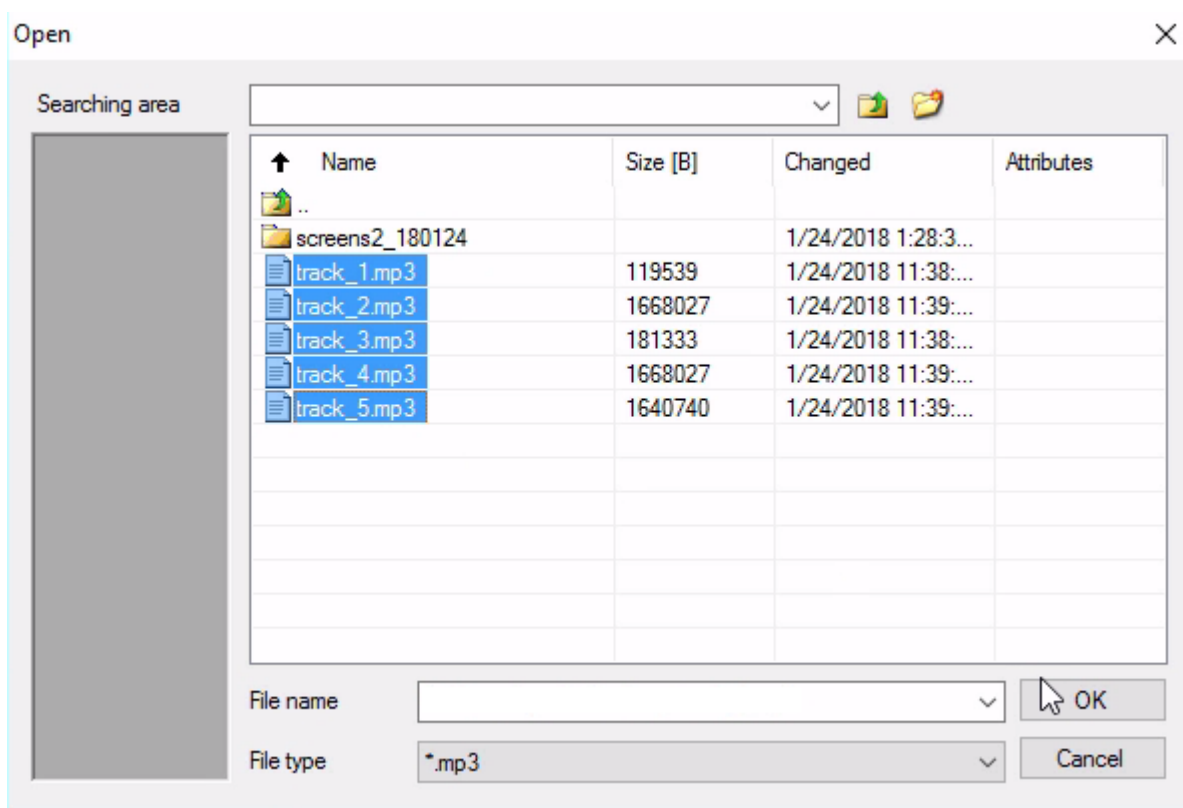 Open
Searching area
Name Size [B] Changed Attributes
..
screens2_180124 1/24/2018 1:28:3...
track_1.mp3 119539 1/24/2018 11:38:...
track_2.mp3 1668027 1/24/2018 11:39:...
track_3.mp3 181333 1/24/2018 11:38:...
track_4.mp3 1668027 1/24/2018 11:39:...
track_5.mp3 1640740 1/24/2018 11:39:...
File name OK
File type *.mp3 Cancel